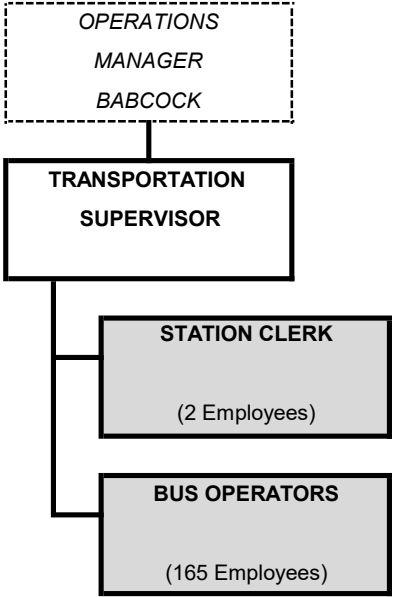 OPERATIONS
MANAGER
BABCOCK
TRANSPORTATION
SUPERVISOR
STATION CLERK
(2 Employees)
BUS OPERATORS
(165 Employees)